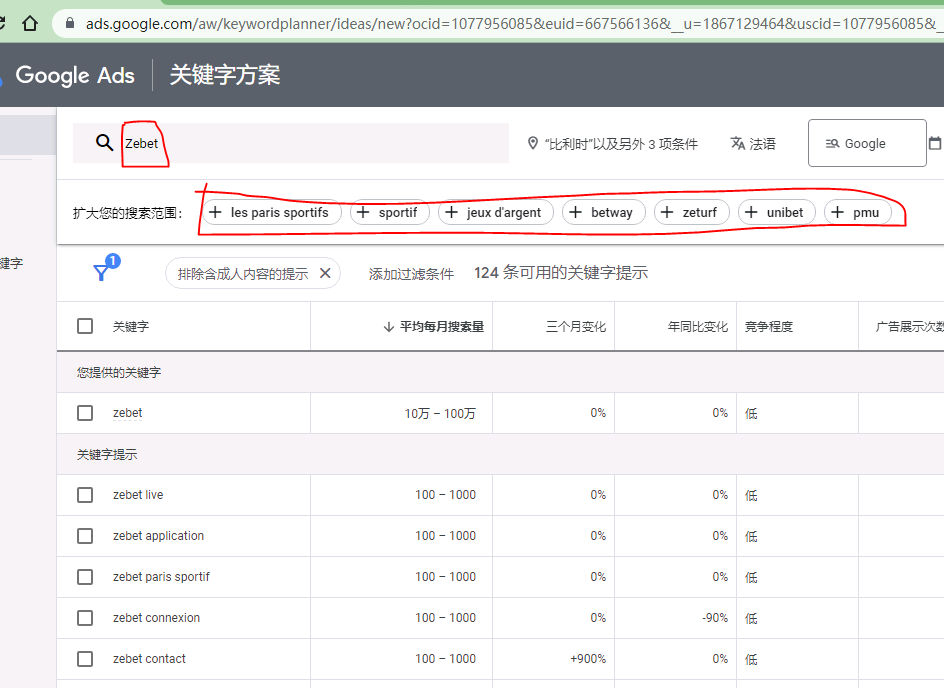 ads.google.com/aw/keywordplanner/ideas/new?ocid=1077956085&euid=667566136&__u=1867129464&uscid=1077956085&_
Google Ads 关键字方案
Zebet "比利时"以及另外 3 项条件 法语 Google
扩大您的搜索范围: les paris sportifs sportif jeux d'argent betway zeturf unibet pmu
键字
1 排除含成人内容的提示 添加过滤条件 124 条可用的关键字提示
关键字 平均每月搜索量 三个月变化 年同比变化 竞争程度 广告展示次数
您提供的关键字
zebet 10万 – 100万 0% 0% 低
关键字提示
zebet live 100 – 1000 0% 0% 低
zebet application 100 – 1000 0% 0% 低
zebet paris sportif 100 – 1000 0% 0% 低
zebet connexion 100 – 1000 0% -90% 低
zebet contact 100 – 1000 +900% 0% 低